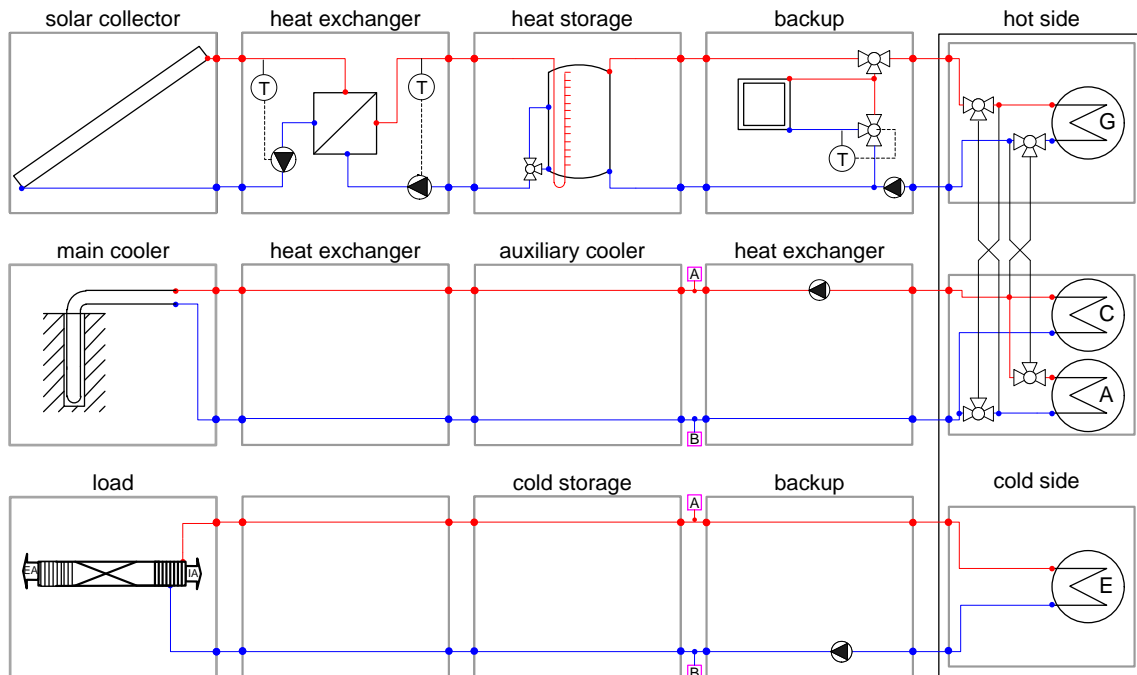 solar collector
heat exchanger
heat storage
backup
hot side
T
T
T
G
main cooler
heat exchanger
auxiliary cooler
heat exchanger
A
C
A
B
load
cold storage
backup
cold side
A
EA
IA
E
B